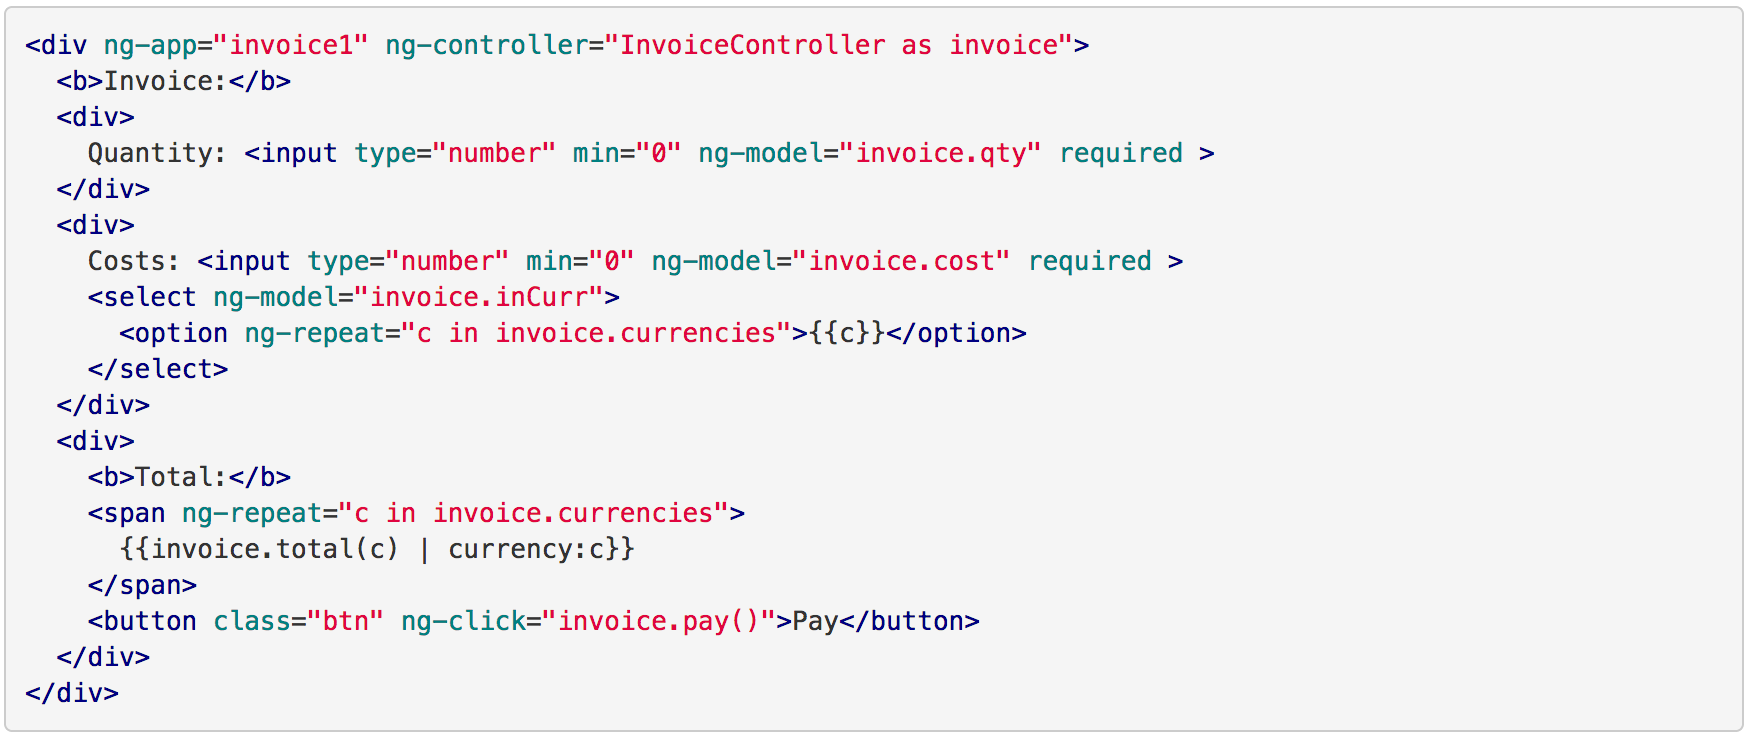 <div ng-app="invoice1" ng-controller="InvoiceController as invoice">
  <b>Invoice:</b>
  <div>
    Quantity: <input type="number" min="0" ng-model="invoice.qty" required >
  </div>
  <div>
    Costs: <input type="number" min="0" ng-model="invoice.cost" required >
    <select ng-model="invoice.inCurr">
      <option ng-repeat="c in invoice.currencies">{{c}}</option>
    </select>
  </div>
  <div>
    <b>Total:</b>
    <span ng-repeat="c in invoice.currencies">
      {{invoice.total(c) | currency:c}}
    </span>
    <button class="btn" ng-click="invoice.pay()">Pay</button>
  </div>
</div>